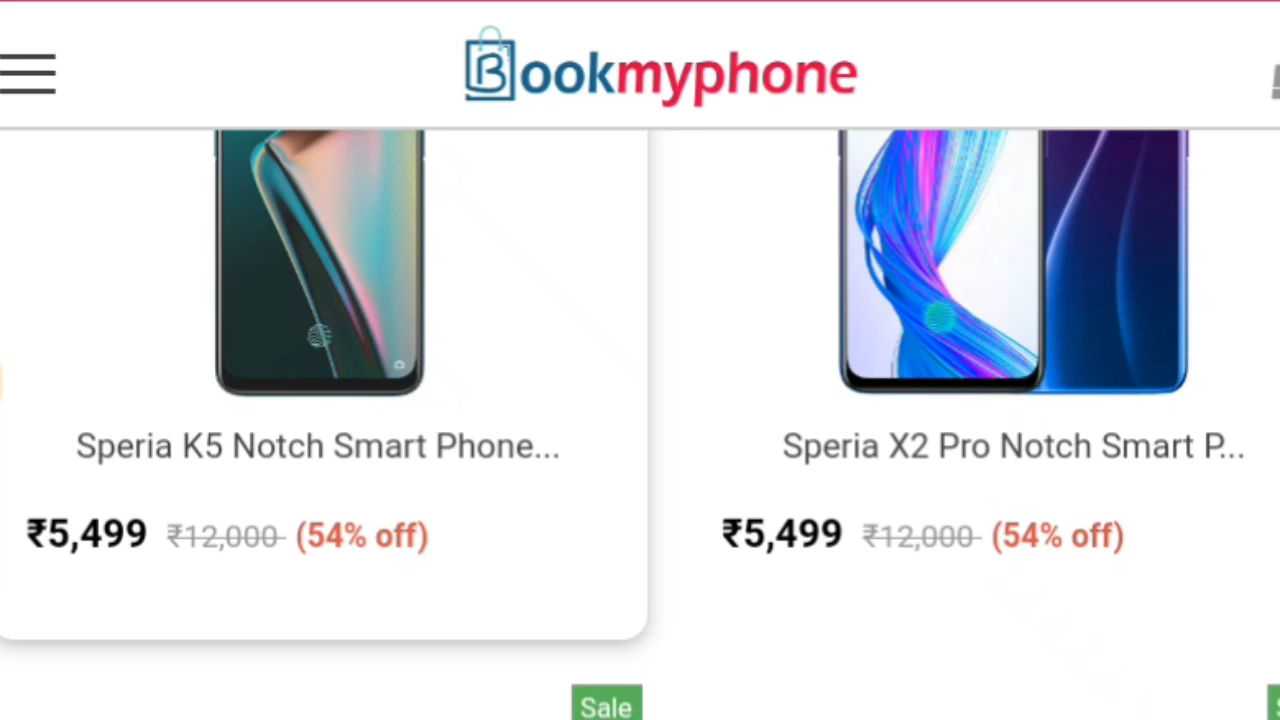 Bookmyphone
Speria K5 Notch Smart Phone...
Speria X2 Pro Notch Smart P...
₹5,499 ₹12,000 (54% off)
₹5,499 ₹12,000 (54% off)
Sale